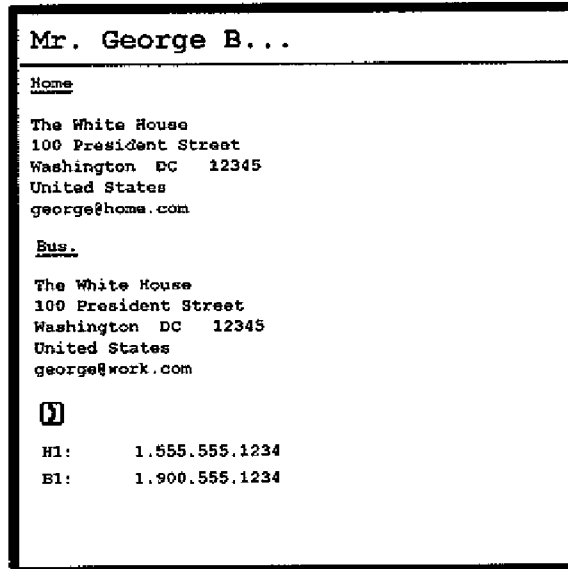 Mr. George B...
Home
The White House
100 President Street
Washington DC 12345
United States
george@home.com
Bus.
The White House
100 President Street
Washington DC 12345
United States
george@work.com
H1: 1.555.555.1234
B1: 1.900.555.1234